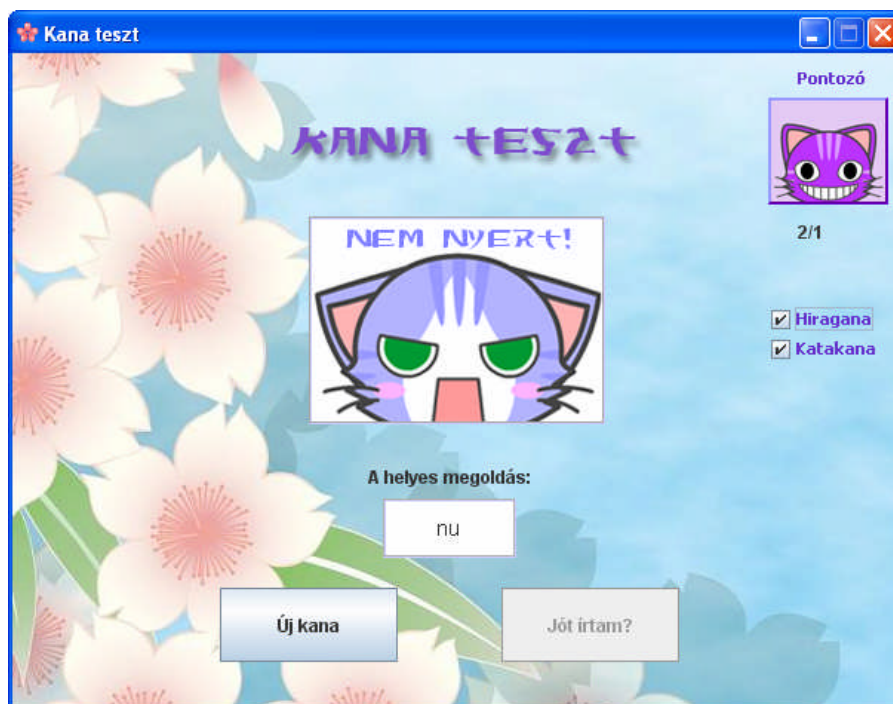 Kana teszt
Pontozó
KANA TESZT
2/1
NEM NYERT!
Hiragana
Katakana
A helyes megoldás:
nu
Új kana
Jót írtam?